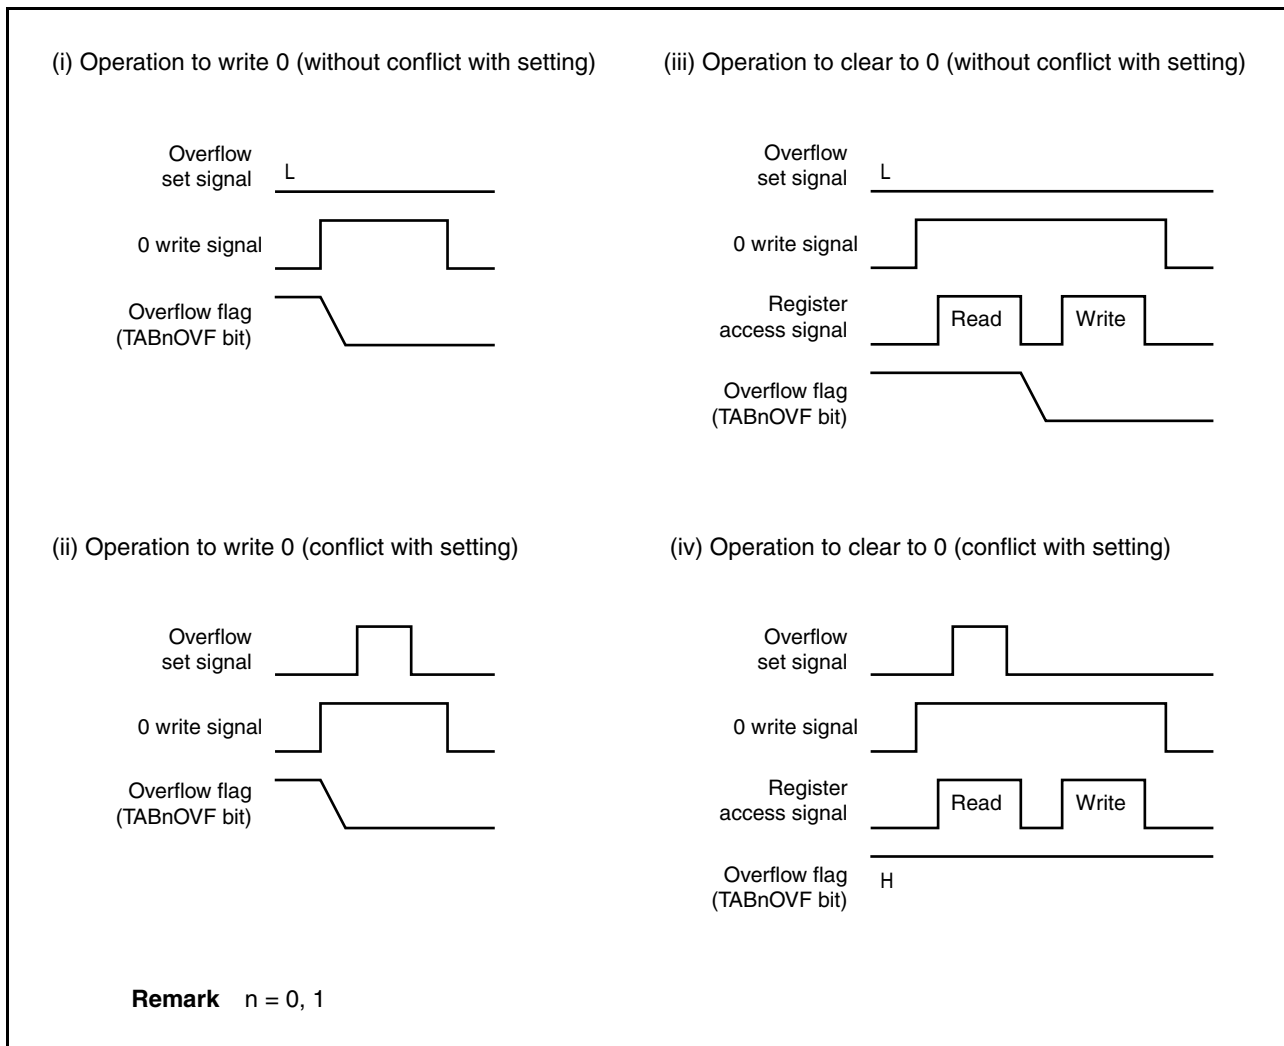 (i) Operation to write 0 (without conflict with setting)
Overflow
set signal
L
0 write signal
Overflow flag
(TABnOVF bit)
(iii) Operation to clear to 0 (without conflict with setting)
Overflow
set signal
L
0 write signal
Register
access signal
Read
Write
Overflow flag
(TABnOVF bit)
(ii) Operation to write 0 (conflict with setting)
Overflow
set signal
0 write signal
Overflow flag
(TABnOVF bit)
(iv) Operation to clear to 0 (conflict with setting)
Overflow
set signal
0 write signal
Register
access signal
Read
Write
Overflow flag
(TABnOVF bit)
H
Remark n = 0, 1